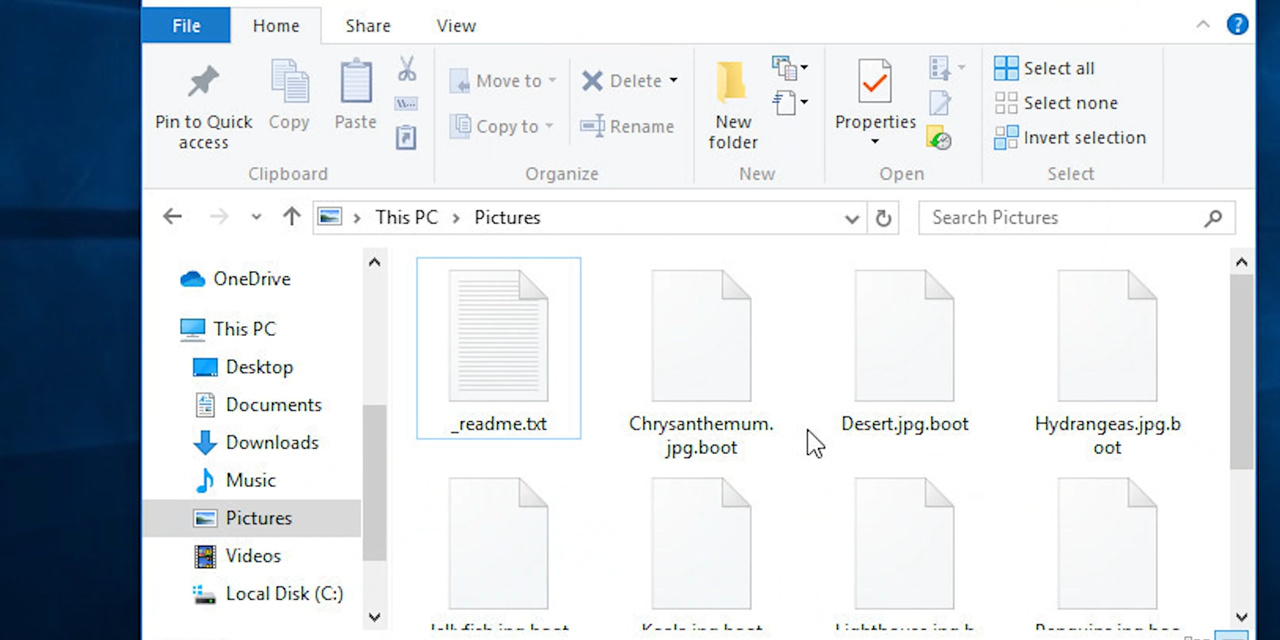 File Home Share View
Pin to Quick access
Copy
Paste
Clipboard
Move to
Copy to
Delete
Rename
Organize
New folder
New
Properties
Open
Select all
Select none
Invert selection
Select
This PC > Pictures
Search Pictures
OneDrive
This PC
Desktop
Documents
Downloads
Music
Pictures
Videos
Local Disk (C:)
_readme.txt
Chrysanthemum.
jpg.boot
Desert.jpg.boot
Hydrangeas.jpg.b
oot
Jellyfish.jpg.boot
Koala.jpg.boot
Lighthouse.jpg.b
Penguins.jpg.boo